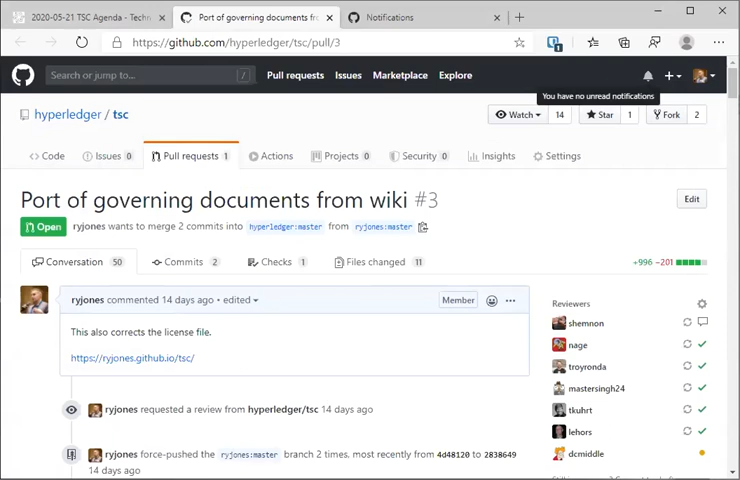 2020-05-21 TSC Agenda - Techn
Port of governing documents from
Notifications
https://github.com/hyperledger/tsc/pull/3
1
Search or jump to...
/
Pull requests Issues Marketplace Explore
You have no unread notifications
hyperledger / tsc
Watch 14 Star 1 Fork 2
Code Issues 0 Pull requests 1 Actions Projects 0 Security 0 Insights Settings
Port of governing documents from wiki #3
Edit
Open ryjones wants to merge 2 commits into hyperledger:master from ryjones:master
Conversation 50 Commits 2 Checks 1 Files changed 11 +996 −201
ryjones commented 14 days ago • edited
Member
This also corrects the license file.
https://ryjones.github.io/tsc/
ryjones requested a review from hyperledger/tsc 14 days ago
ryjones force-pushed the ryjones:master branch 2 times, most recently from 4d48120 to 2838649
14 days ago
Reviewers
shemnon
nage
troyronda
mastersingh24
tkuhrt
lehors
dcmiddle